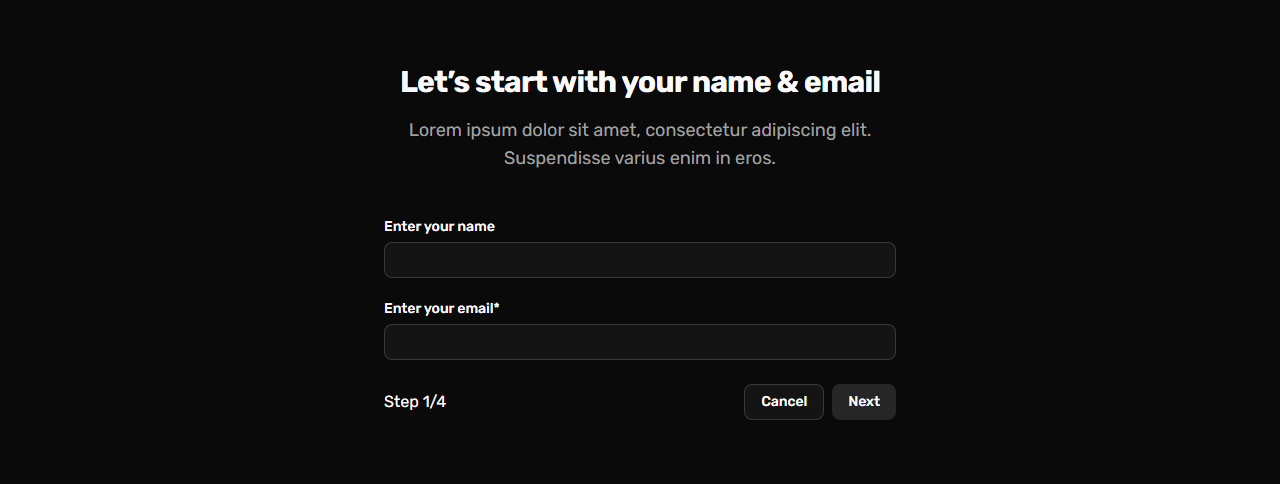 Let’s start with your name & email
Lorem ipsum dolor sit amet, consectetur adipiscing elit.
Suspendisse varius enim in eros.
Enter your name
Enter your email*
Step 1/4
Cancel
Next